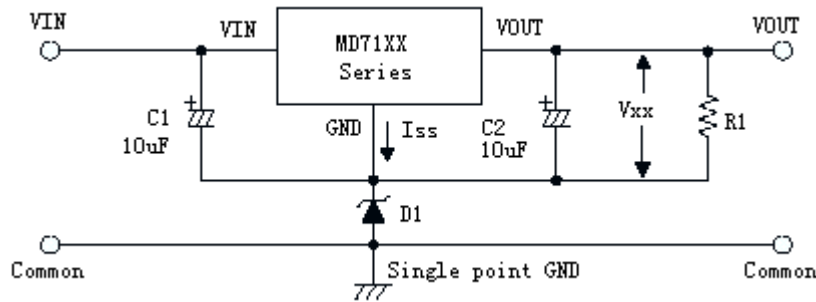 VIN
VIN
MD71XX
Series
VOUT
VOUT
C1
10uF
GND
Iss
C2
10uF
Vxx
R1
D1
Common
Single point GND
Common